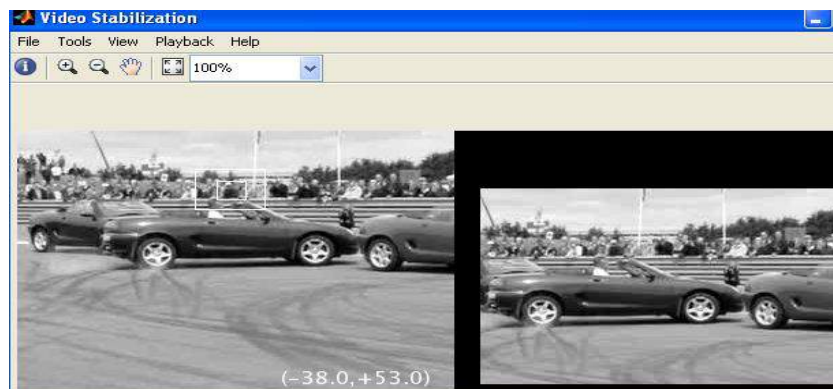 Video Stabilization
File Tools View Playback Help
100%
(-38.0,+53.0)